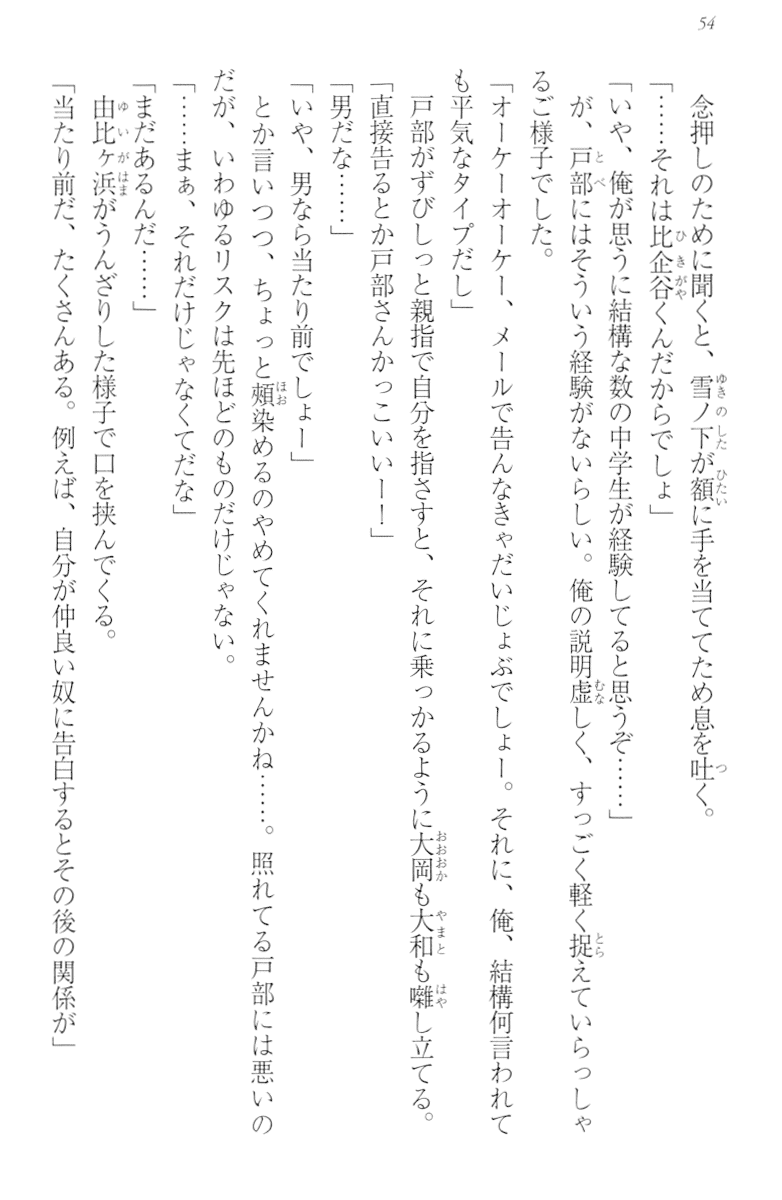 54
念押しのために聞くと、雪ノ下が額に手を当ててため息を吐く。
「……それは比企谷くんだからでしょ」
「いや、俺が思うに結構な数の中学生が経験してると思うぞ……」
が、戸部にはそういう経験がないらしい。俺の説明虚しく、すっごく軽く捉えていらっしゃ
るご様子でした。
「オーケーオーケー、メールで告んなきゃだいじょぶでしょー。それに、俺、結構何言われて
も平気なタイプだし」
戸部がずびしっと親指で自分を指さすと、それに乗っかるように大岡も大和も囃し立てる。
「直接告るとか戸部さんかっこいいー！」
「男だな……」
「いや、男なら当たり前でしょー」
とか言いつつ、ちょっと頰染めるのやめてくれませんかね……。照れてる戸部には悪いの
だが、いわゆるリスクは先ほどのものだけじゃない。
「……まぁ、それだけじゃなくてだな」
「まだあるんだ……」
由比ヶ浜がうんざりした様子で口を挟んでくる。
「当たり前だ、たくさんある。例えば、自分が仲良い奴に告白するとその後の関係が」